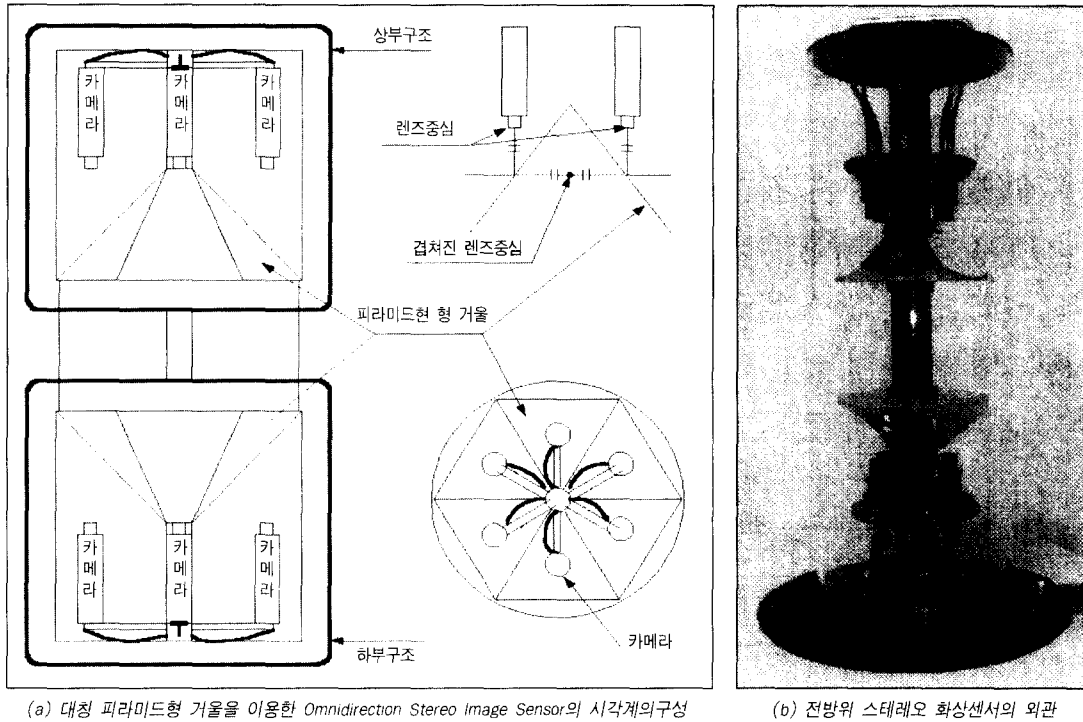 상부구조
카메라
카메라
카메라
렌즈중심
겹쳐진 렌즈중심
피라미드현 형 거울
카메라
카메라
카메라
카메라
하부구조
(a) 대칭 피라미드형 거울을 이용한 Omnidirection Stereo Image Sensor의 시각계의구성
(b) 전방위 스테레오 화상센서의 외관